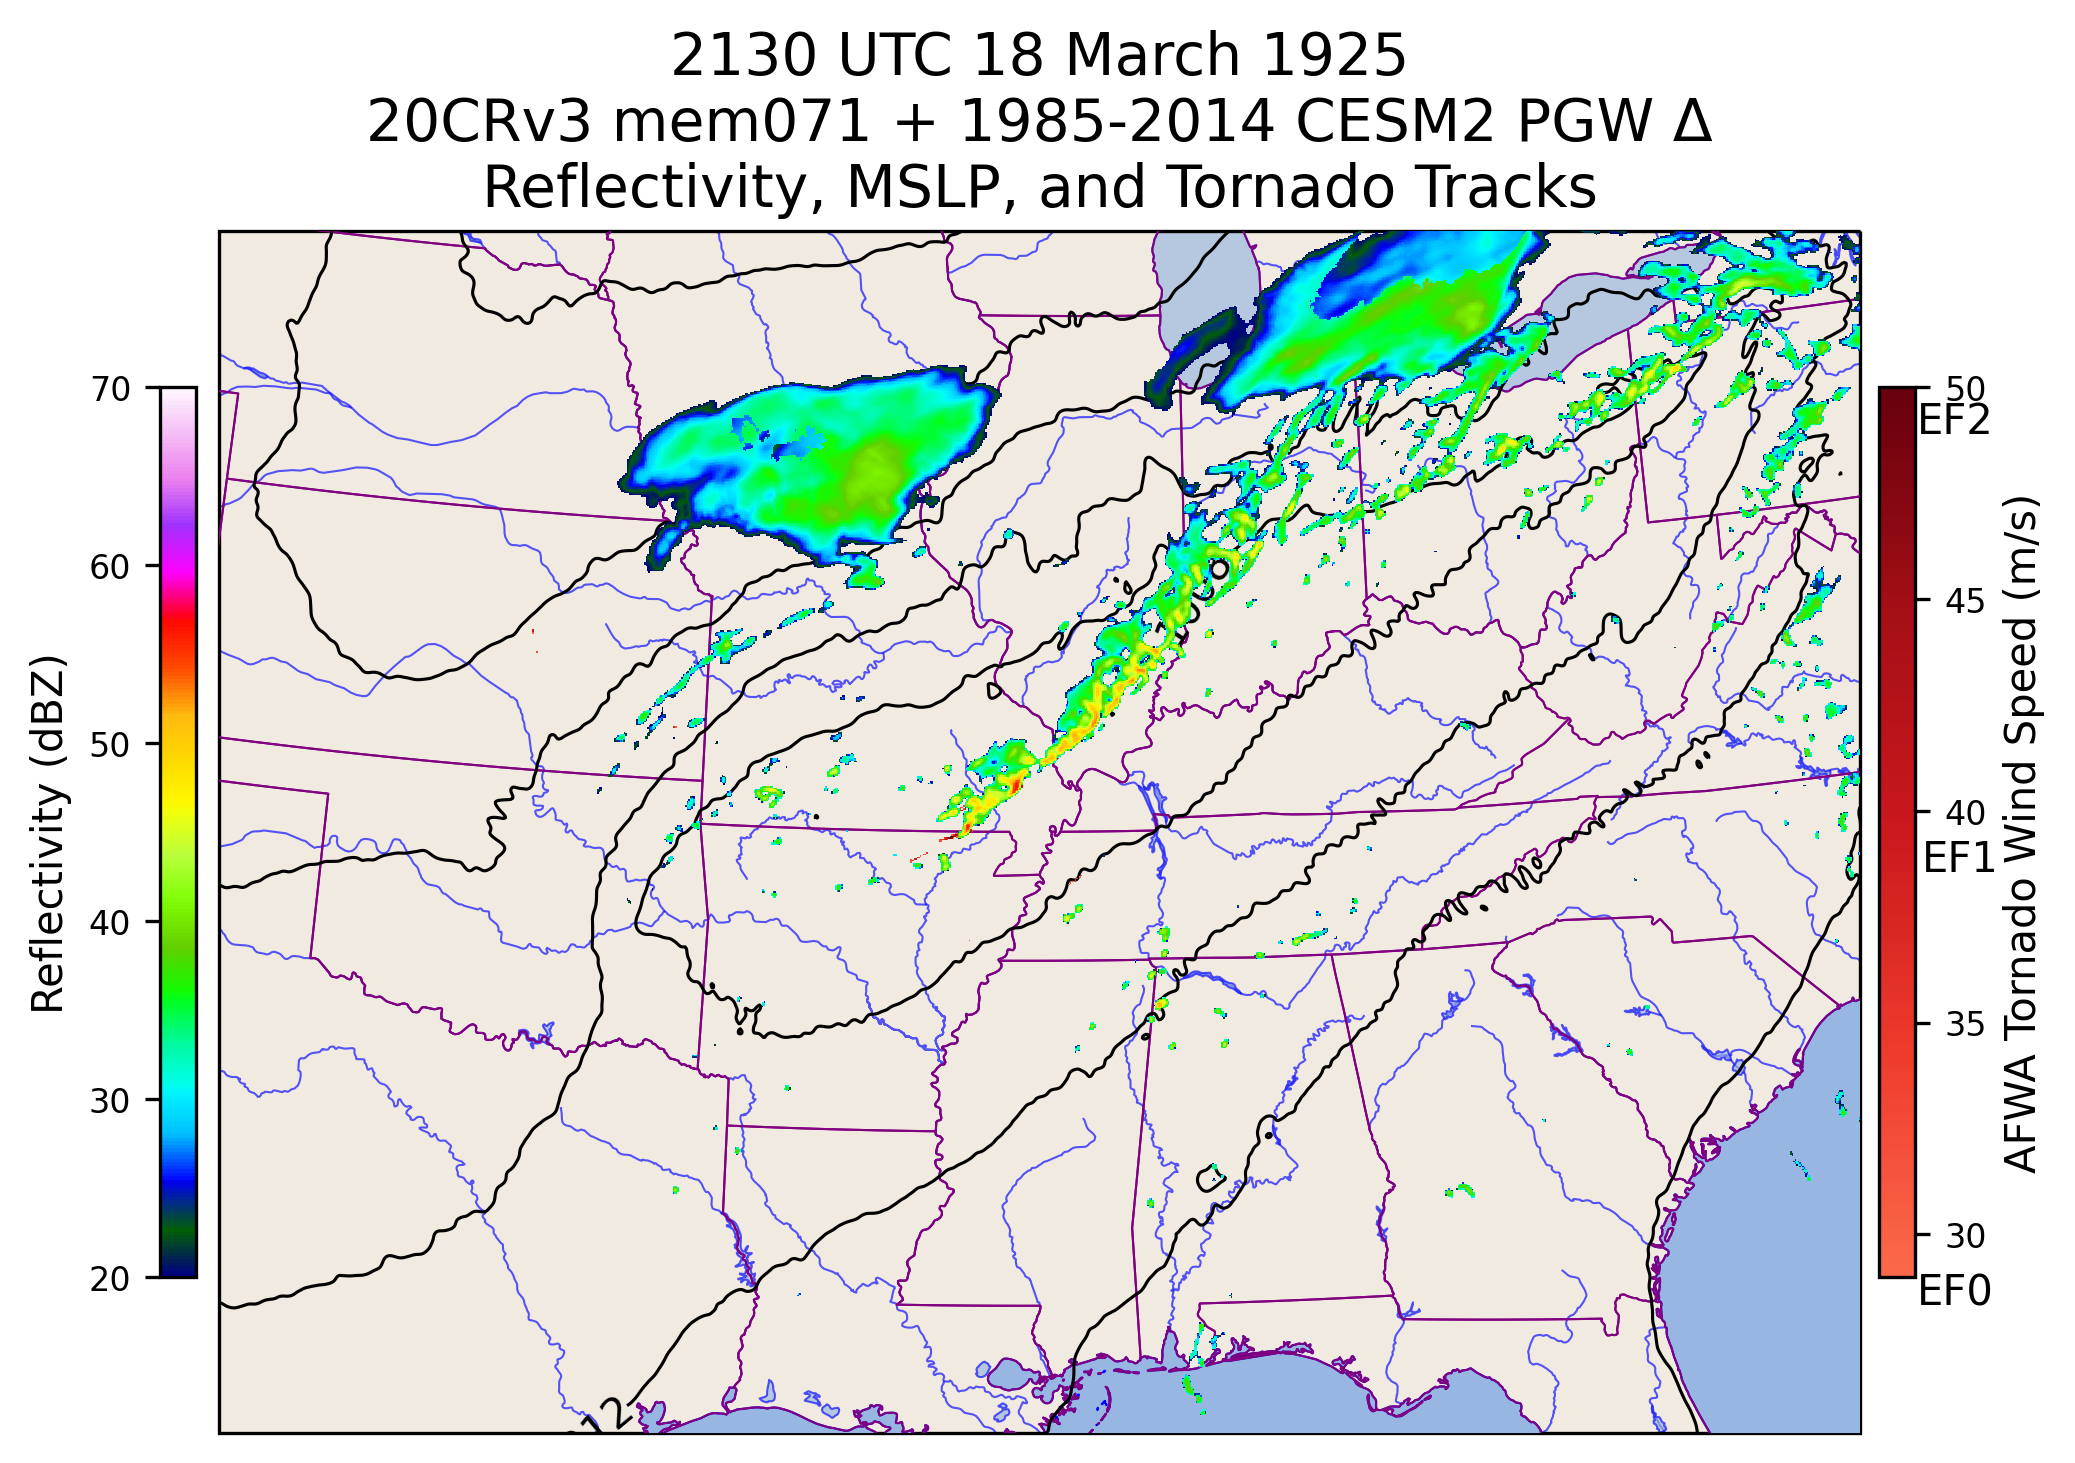 2130 UTC 18 March 1925
20CRv3 mem071 + 1985-2014 CESM2 PGW Δ
Reflectivity, MSLP, and Tornado Tracks
70
60
50
40
30
20
Reflectivity (dBZ)
50
EF2
45
40
EF1
35
30
EF0
AFWA Tornado Wind Speed (m/s)